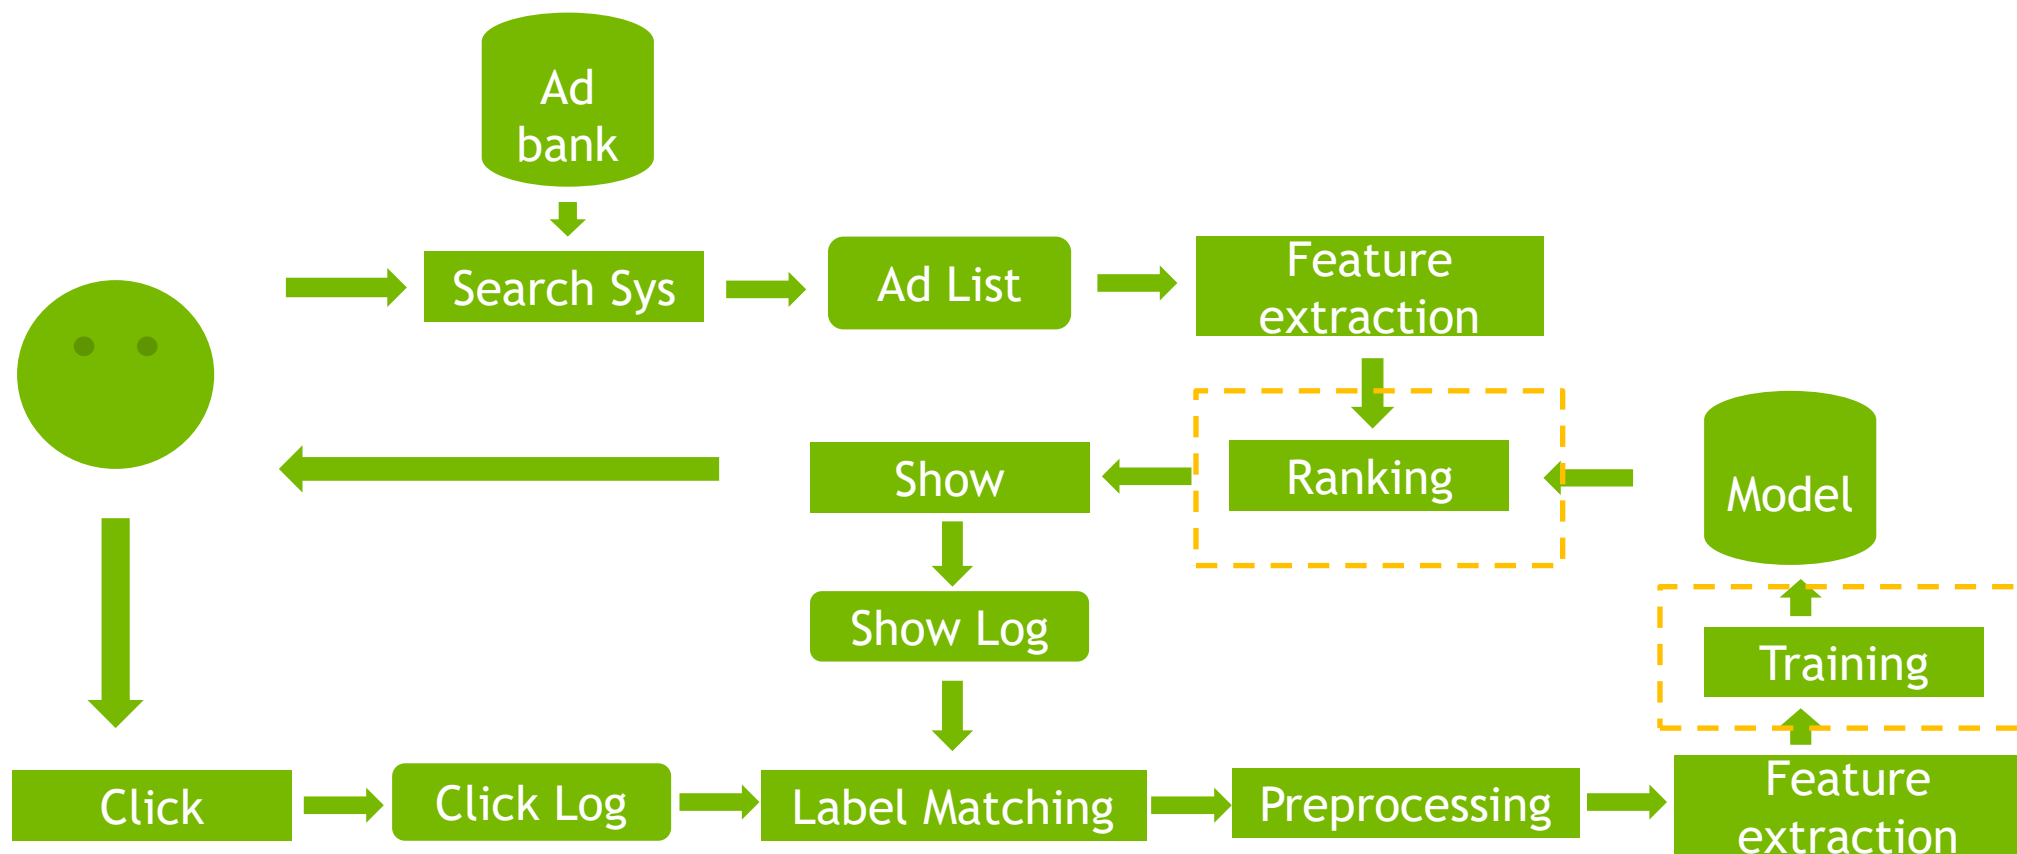 Ad
bank
Search Sys
Ad List
Feature
extraction
Show
Ranking
Model
Show Log
Training
Click
Click Log
Label Matching
Preprocessing
Feature
extraction